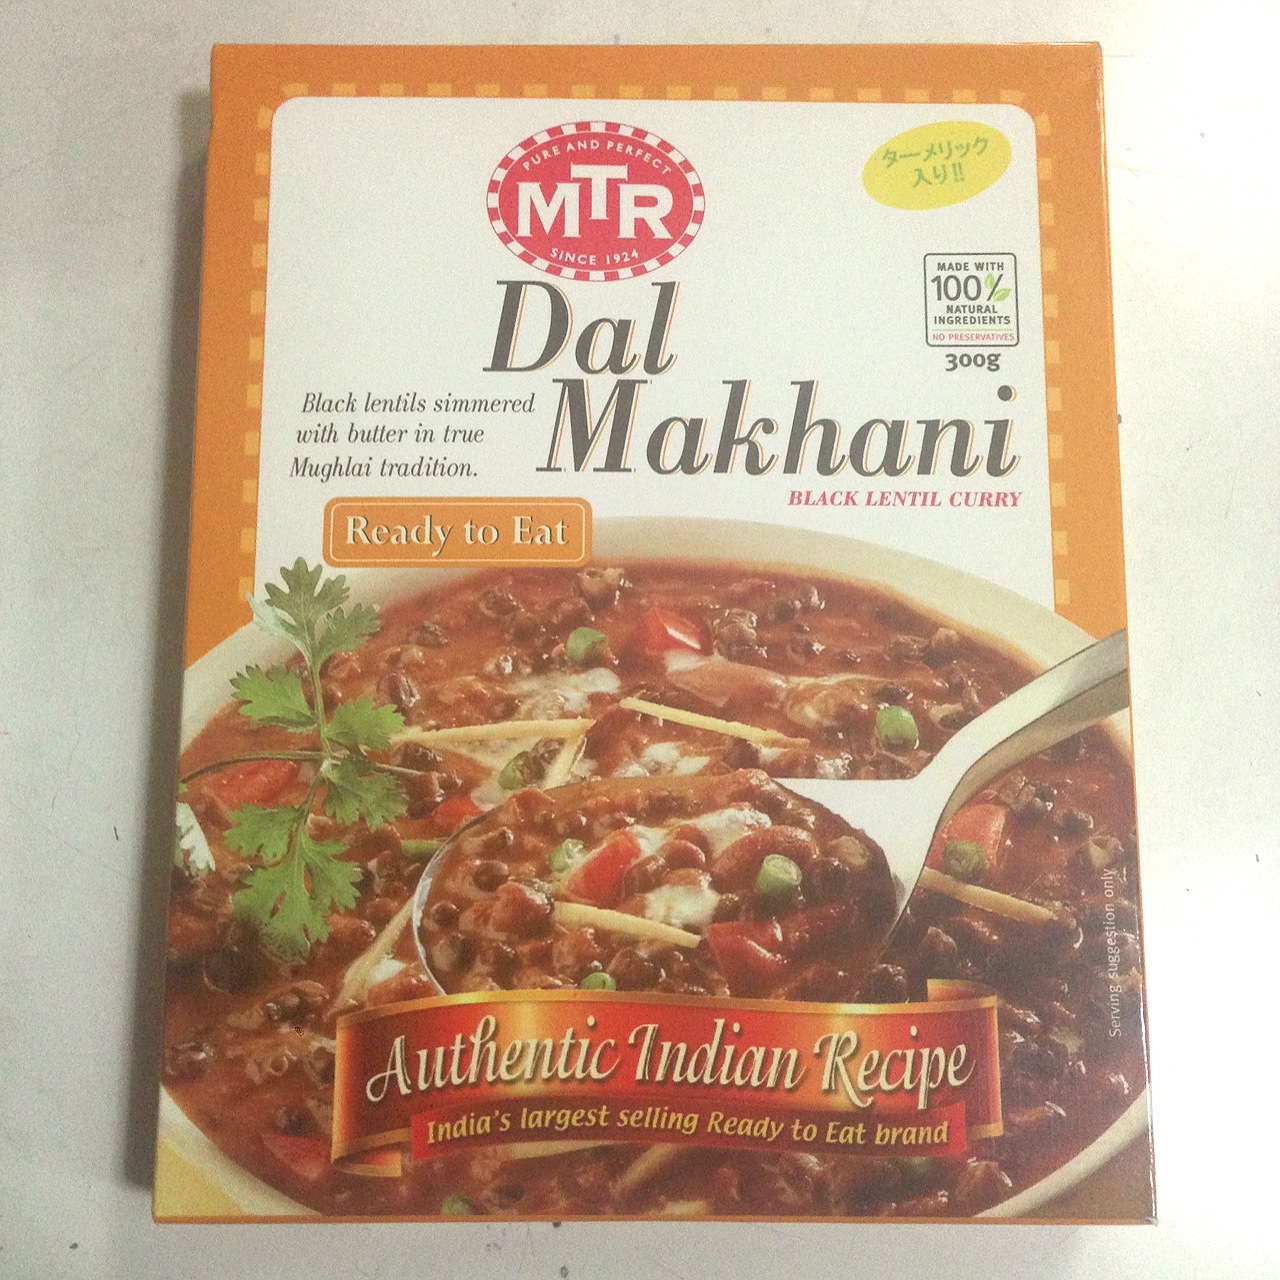 PURE AND PERFECT
MTR
SINCE 1924
ターメリック
入り!!
MADE WITH
100%
NATURAL
INGREDIENTS
NO PRESERVATIVES
300g
Dal
Makhani
Black lentils simmered
with butter in true
Mughlai tradition.
BLACK LENTIL CURRY
Ready to Eat
Serving suggestion only
Authentic Indian Recipe
India's largest selling Ready to Eat brand